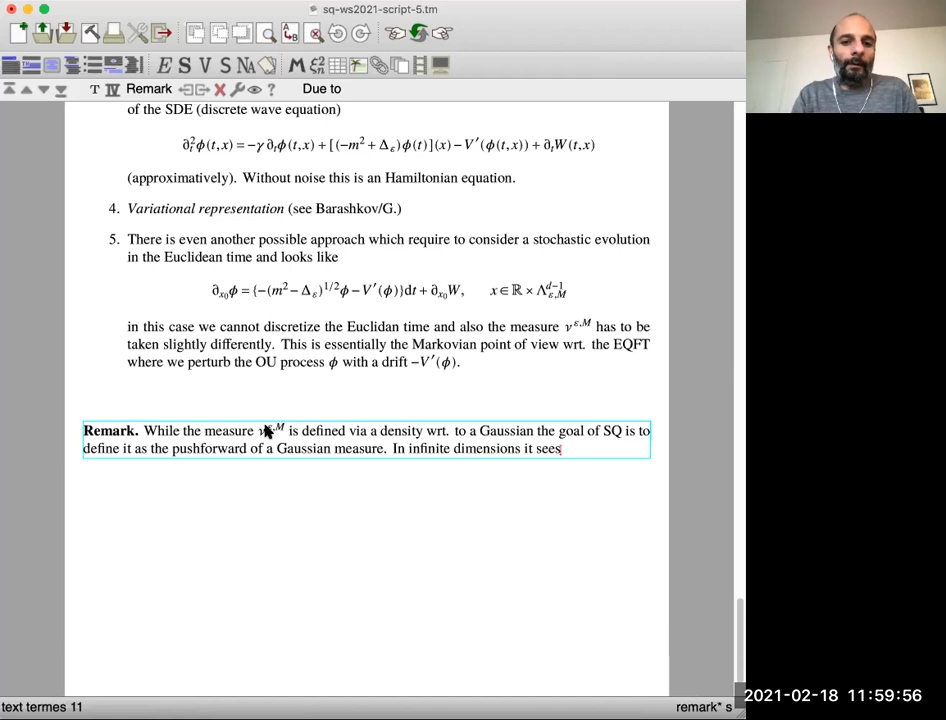 sq-ws2021-script-5.tm
E S V S NA
T Remark Due to
of the SDE (discrete wave equation)
∂_t^2 ϕ(t,x) = −γ ∂_t ϕ(t,x) + [(−m^2 + Δ_ε)ϕ(t)](x) − V′(ϕ(t,x)) + ∂_t W(t,x)
(approximatively). Without noise this is an Hamiltonian equation.
4. Variational representation (see Barashkov/G.)
5. There is even another possible approach which require to consider a stochastic evolution
in the Euclidean time and looks like
∂_{x_0} ϕ = {−(m^2 − Δ_ε)^{1/2} ϕ − V′(ϕ)}dt + ∂_{x_0} W, x ∈ ℝ × Λ_{ε,M}^{d−1}
in this case we cannot discretize the Euclidan time and also the measure ν^{ε,M} has to be
taken slightly differently. This is essentially the Markovian point of view wrt. the EQFT
where we perturb the OU process ϕ with a drift −V′(ϕ).
Remark. While the measure ν^{ε,M} is defined via a density wrt. to a Gaussian the goal of SQ is to
define it as the pushforward of a Gaussian measure. In infinite dimensions it sees
text termes 11
remark* s
2021-02-18 11:59:56